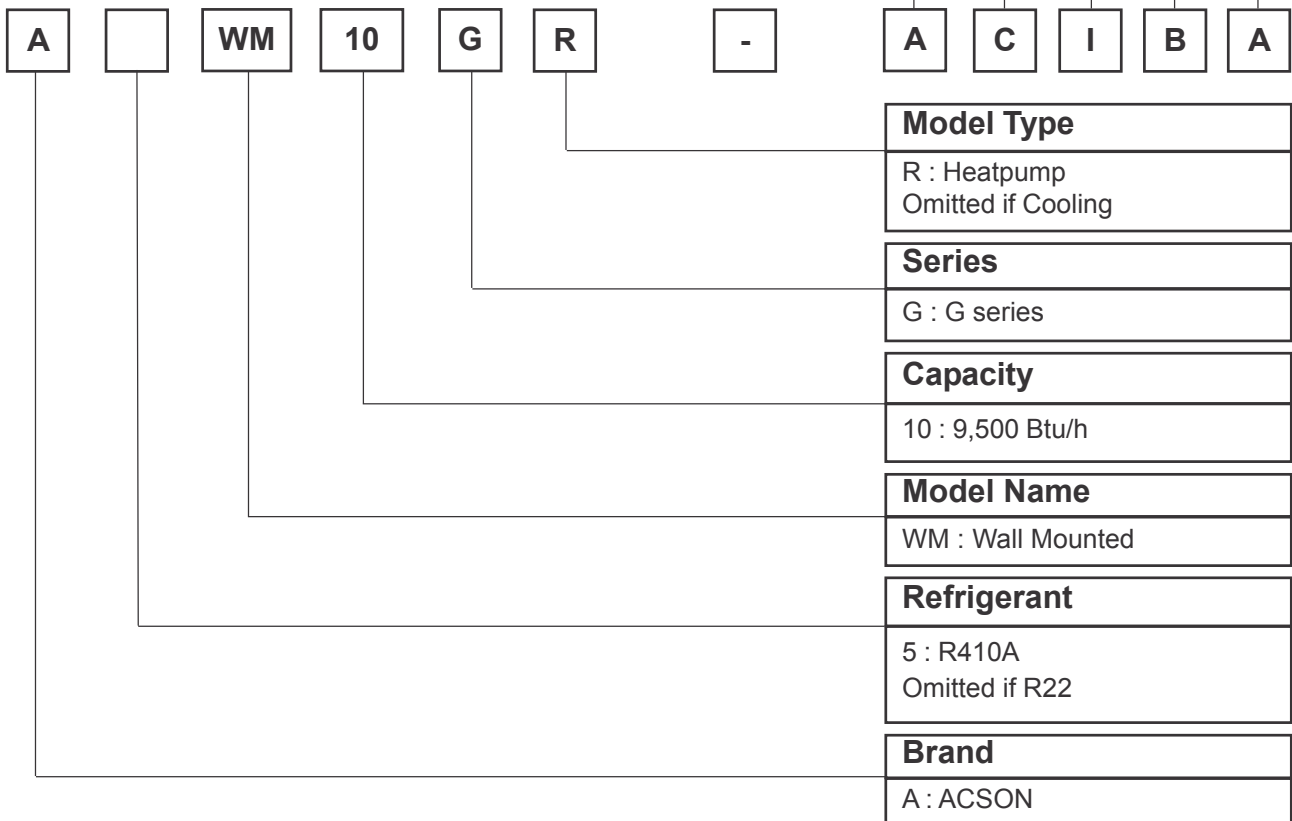 A WM 10 G R - A C I B A
Model Type
R : Heatpump
Omitted if Cooling
Series
G : G series
Capacity
10 : 9,500 Btu/h
Model Name
WM : Wall Mounted
Refrigerant
5 : R410A
Omitted if R22
Brand
A : ACSON